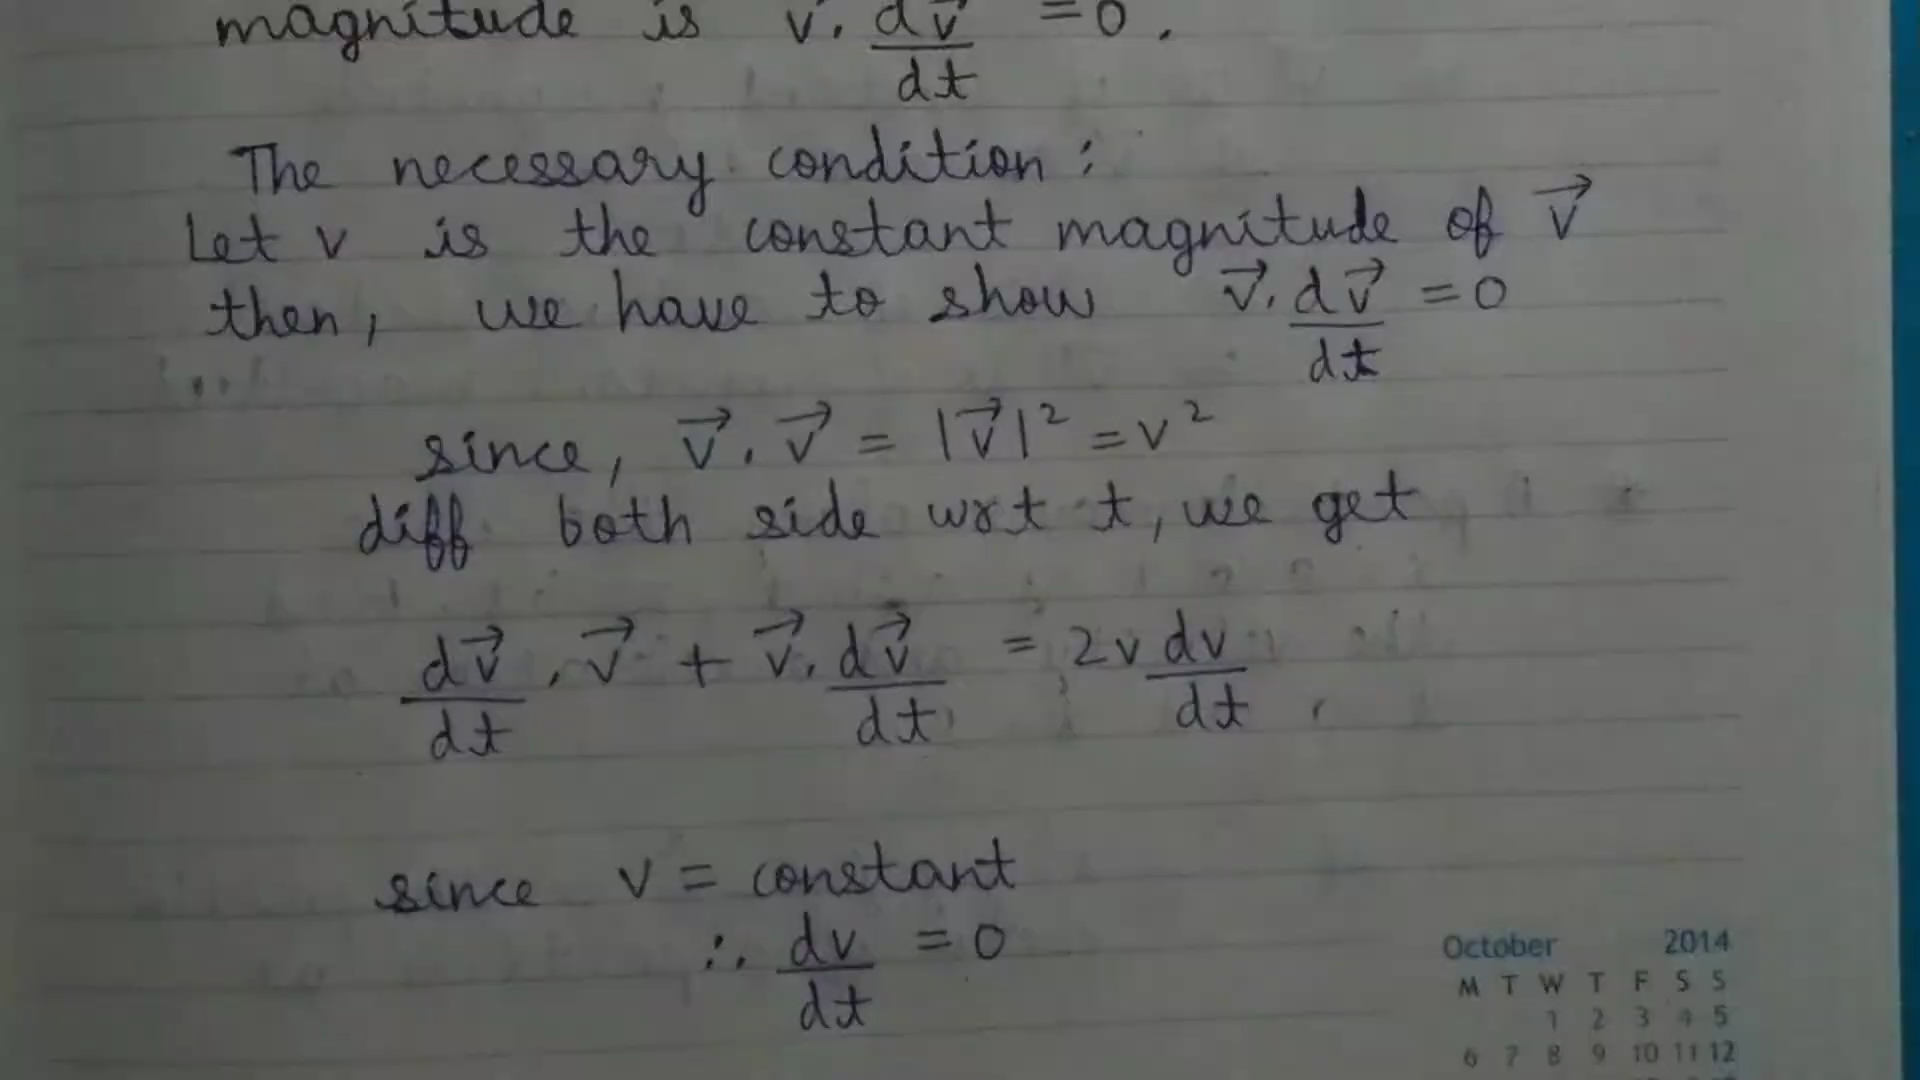 magnitude is v⃗. dv⃗/dt = 0.
The necessary condition:
Let v is the constant magnitude of v⃗
then, we have to show v⃗. dv⃗/dt = 0
since, v⃗. v⃗ = |v⃗|² = v²
diff both side wrt t, we get
dv⃗/dt . v⃗ + v⃗. dv⃗/dt = 2v dv/dt .
since v = constant
∴ dv/dt = 0
October 2014
M T W T F S S
1 2 3 4 5
6 7 8 9 10 11 12